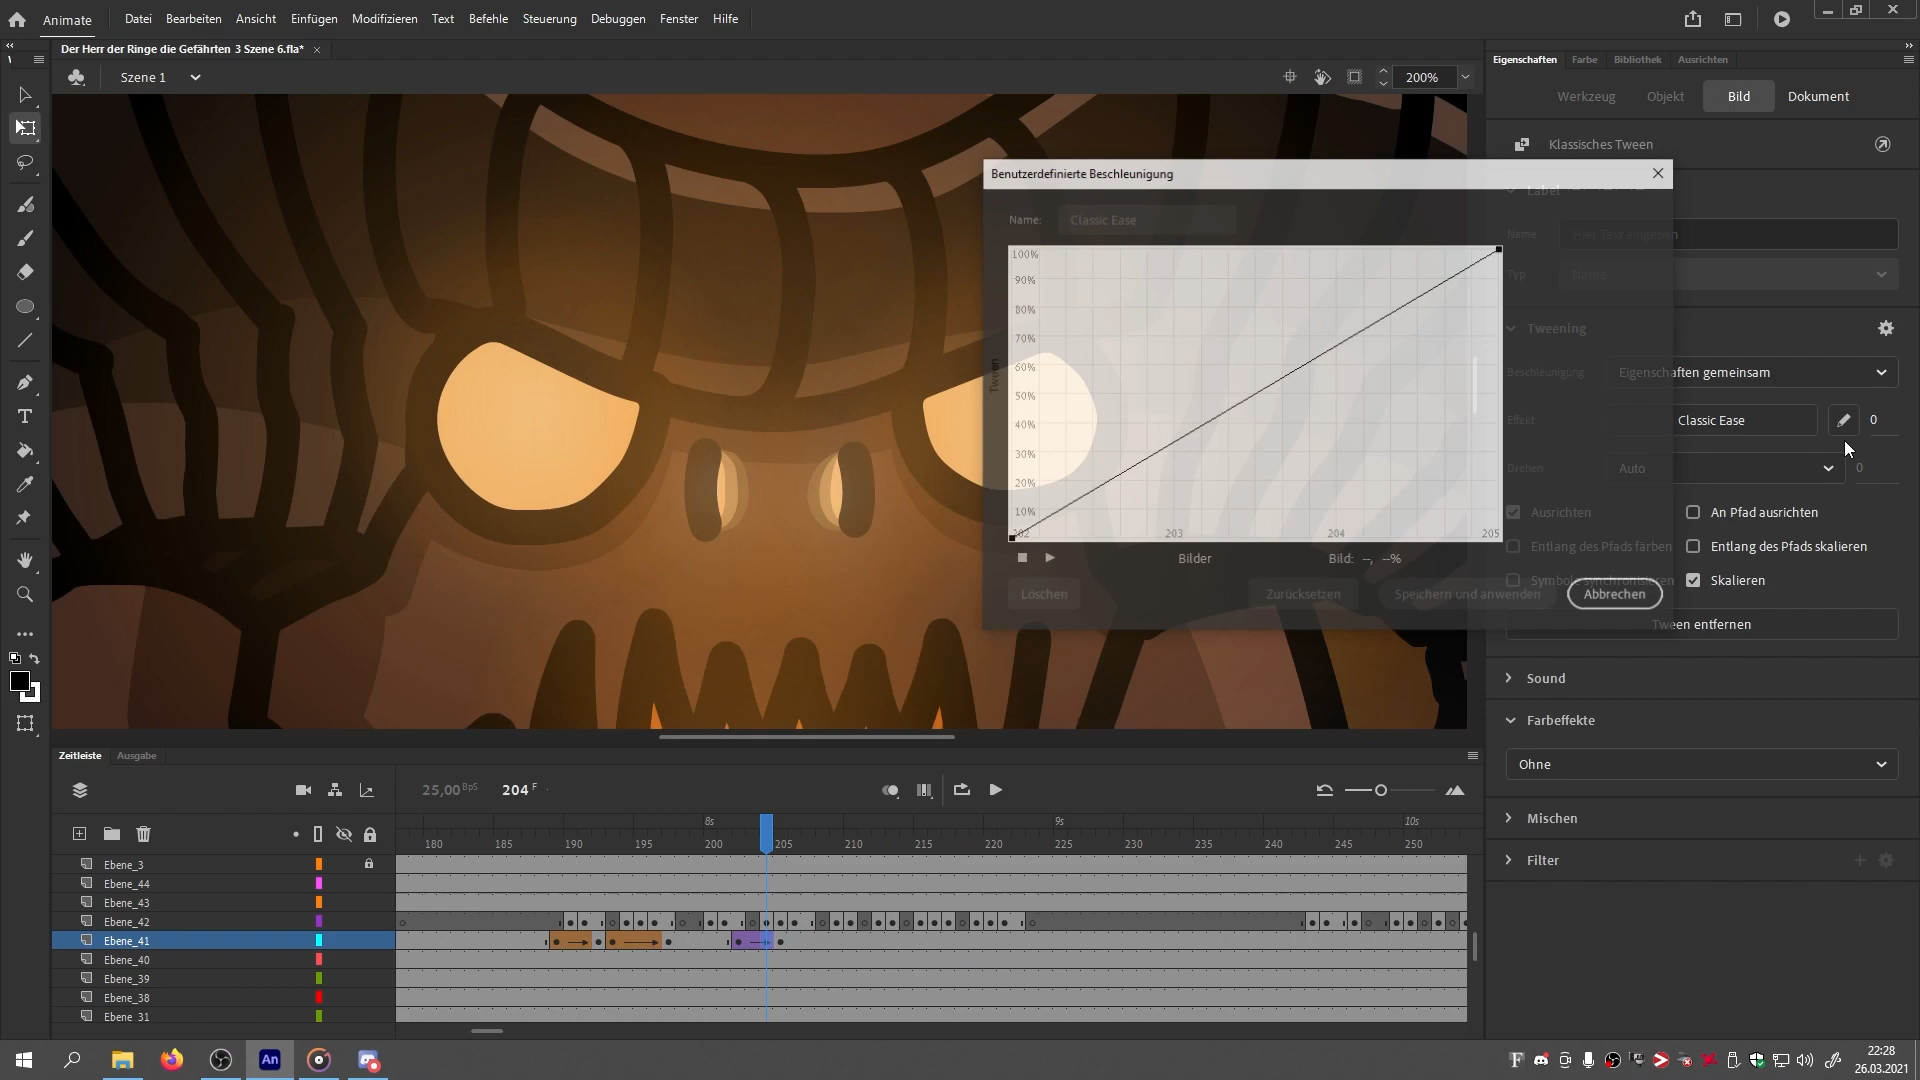 Animate
Datei Bearbeiten Ansicht Einfügen Modifizieren Text Befehle Steuerung Debuggen Fenster Hilfe
Der Herr der Ringe die Gefährten 3 Szene 6.fla*
Szene 1
200%
Eigenschaften Farbe Bibliothek Ausrichten
Werkzeug Objekt Bild Dokument
Klassisches Tween
Label
Name Hier Text eingeben
Typ Name
Tweening
Beschleunigung Eigenschaften gemeinsam
Effekt Classic Ease 0
Drehen Auto 0
Ausrichten An Pfad ausrichten
Entlang des Pfads färben Entlang des Pfads skalieren
Symbole synchronisieren Skalieren
Tween entfernen
Sound
Farbeffekte
Ohne
Mischen
Filter
Benutzerdefinierte Beschleunigung
Name: Classic Ease
100%
90%
80%
70%
60%
50%
40%
30%
20%
10%
Tween
202 203 204 205
Bilder Bild: --, --%
Löschen Zurücksetzen Speichern und anwenden Abbrechen
Zeitleiste Ausgabe
25,00 BpS 204 F
8s 9s 10s
180 185 190 195 200 205 210 215 220 225 230 235 240 245 250
Ebene_3
Ebene_44
Ebene_43
Ebene_42
Ebene_41
Ebene_40
Ebene_39
Ebene_38
Ebene_31
An
22:28
26.03.2021